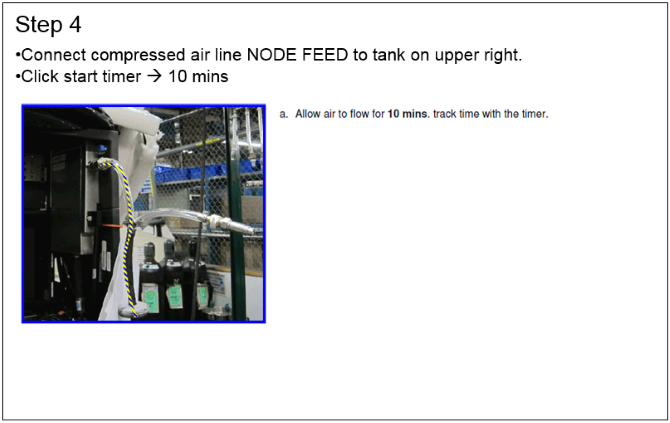 Step 4
•Connect compressed air line NODE FEED to tank on upper right.
•Click start timer → 10 mins
a. Allow air to flow for 10 mins. track time with the timer.